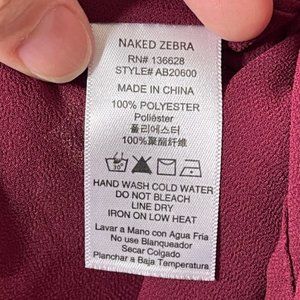 NAKED ZEBRA
RN# 136628
STYLE# AB20600
MADE IN CHINA
100% POLYESTER
Poliéster
폴리에스터
100%聚酯纤维
HAND WASH COLD WATER
DO NOT BLEACH
LINE DRY
IRON ON LOW HEAT
Lavar a Mano con Agua Fria
No use Blanqueador
Secar Colgado
Planchar a Baja Temperatura